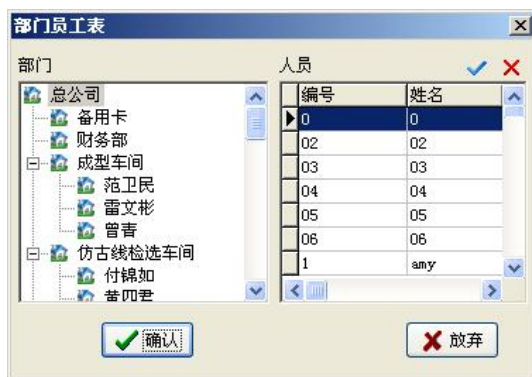 部门员工表
部门
人员
总公司
备用卡
财务部
成型车间
范卫民
雷文彬
曾青
仿古线检选车间
付锦如
黄四君
编号 姓名
0 0
02 02
03 03
04 04
05 05
06 06
1 amy
确认
放弃